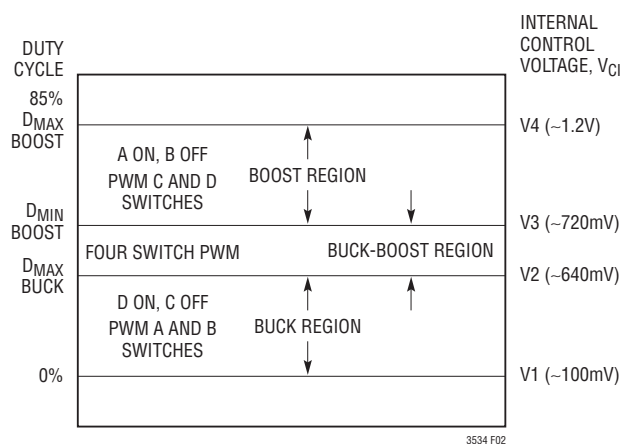 DUTY
CYCLE
INTERNAL
CONTROL
VOLTAGE, VCI
85%
DMAX
BOOST
V4 (~1.2V)
A ON, B OFF
PWM C AND D
SWITCHES
BOOST REGION
DMIN
BOOST
V3 (~720mV)
FOUR SWITCH PWM
BUCK-BOOST REGION
DMAX
BUCK
V2 (~640mV)
D ON, C OFF
PWM A AND B
SWITCHES
BUCK REGION
0%
V1 (~100mV)
3534 F02